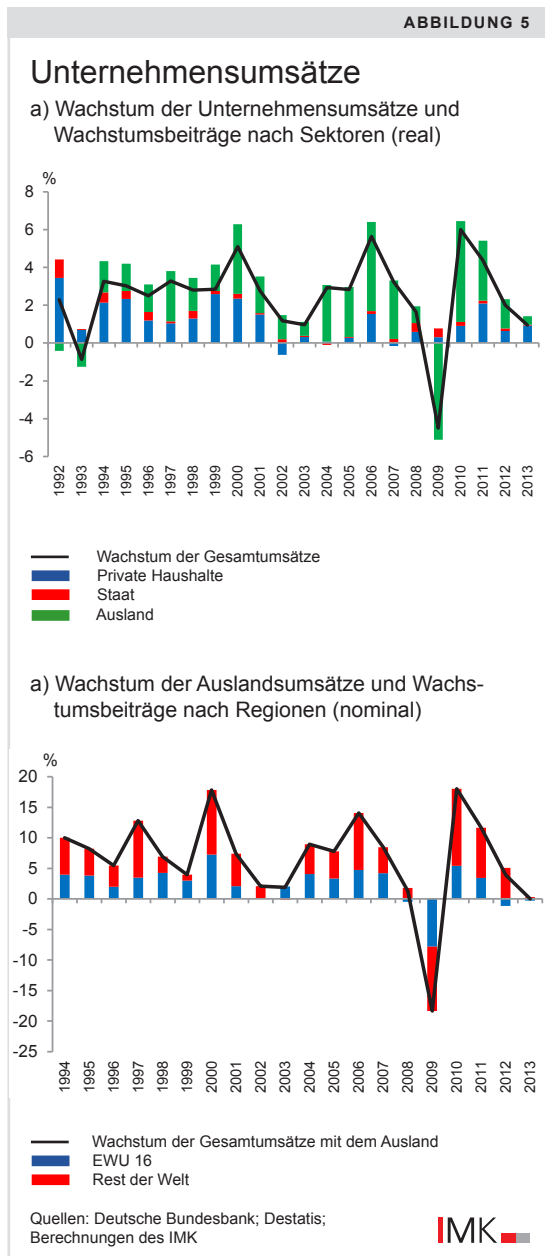 ABBILDUNG 5
Unternehmensumsätze
a) Wachstum der Unternehmensumsätze und
Wachstumsbeiträge nach Sektoren (real)
%
8
6
4
2
0
-2
-4
-6
1992 1993 1994 1995 1996 1997 1998 1999 2000 2001 2002 2003 2004 2005 2006 2007 2008 2009 2010 2011 2012 2013
Wachstum der Gesamtumsätze
Private Haushalte
Staat
Ausland
a) Wachstum der Auslandsumsätze und Wachs-
tumsbeiträge nach Regionen (nominal)
%
20
15
10
5
0
-5
-10
-15
-20
-25
1994 1995 1996 1997 1998 1999 2000 2001 2002 2003 2004 2005 2006 2007 2008 2009 2010 2011 2012 2013
Wachstum der Gesamtumsätze mit dem Ausland
EWU 16
Rest der Welt
Quellen: Deutsche Bundesbank; Destatis;
Berechnungen des IMK
IMK